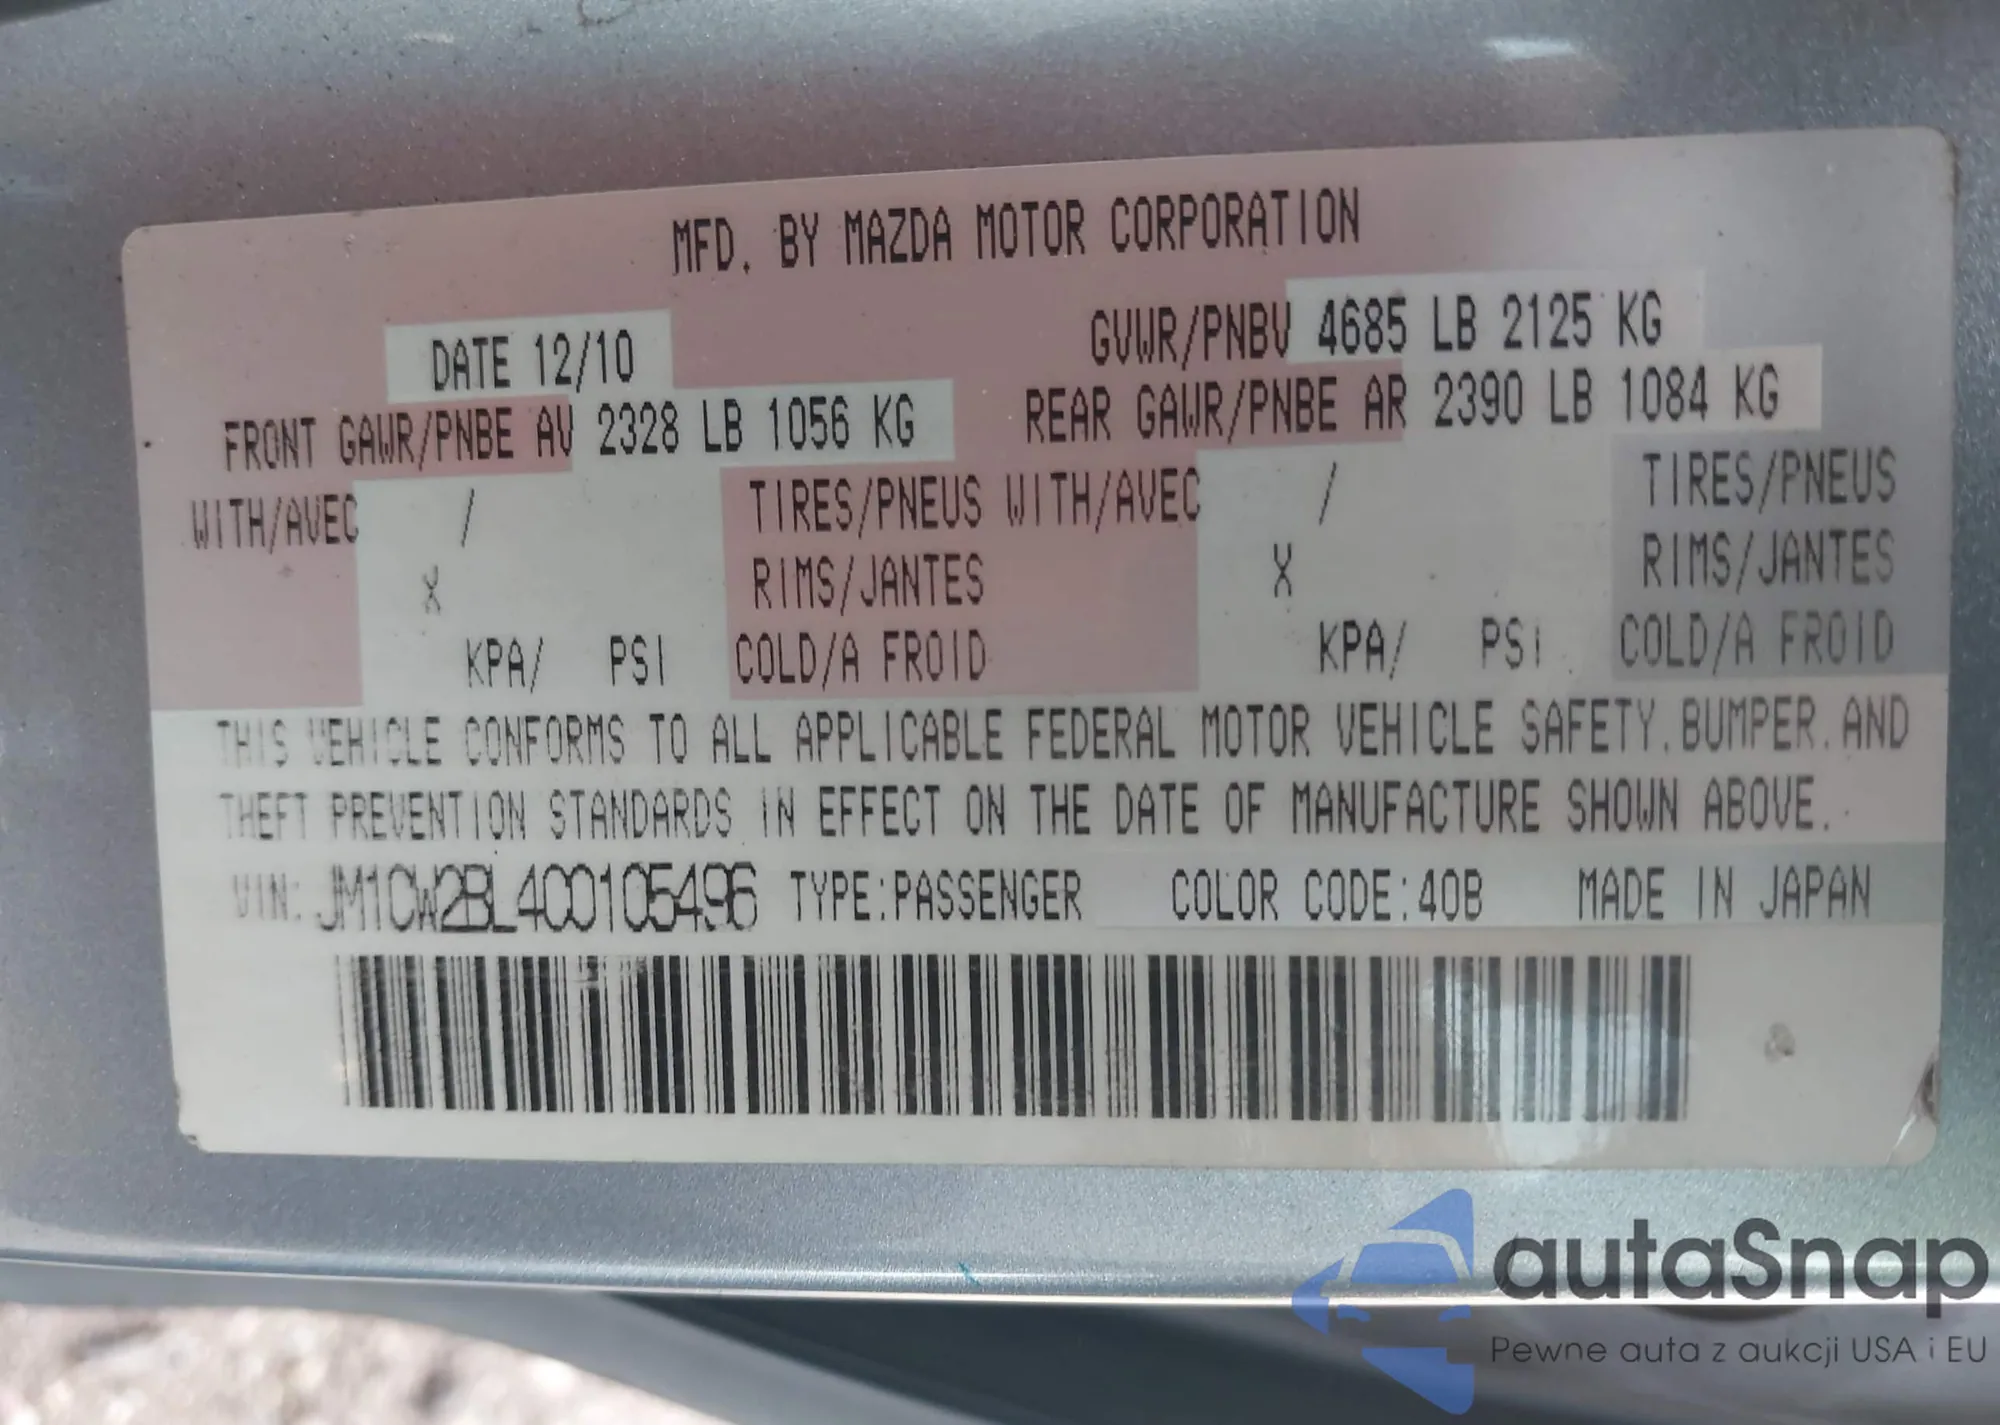 MFD. BY MAZDA MOTOR CORPORATION
DATE 12/10 GVWR/PNBV 4685 LB 2125 KG
FRONT GAWR/PNBE AV 2328 LB 1056 KG REAR GAWR/PNBE AR 2390 LB 1084 KG
WITH/AVEC / TIRES/PNEUS WITH/AVEC / TIRES/PNEUS
X RIMS/JANTES X RIMS/JANTES
KPA/ PSI COLD/A FROID KPA/ PSI COLD/A FROID
THIS VEHICLE CONFORMS TO ALL APPLICABLE FEDERAL MOTOR VEHICLE SAFETY, BUMPER, AND
THEFT PREVENTION STANDARDS IN EFFECT ON THE DATE OF MANUFACTURE SHOWN ABOVE.
VIN: JM1CW2BL4C0105496 TYPE:PASSENGER COLOR CODE:40B MADE IN JAPAN
autaSnap
Pewne auta z aukcji USA i EU